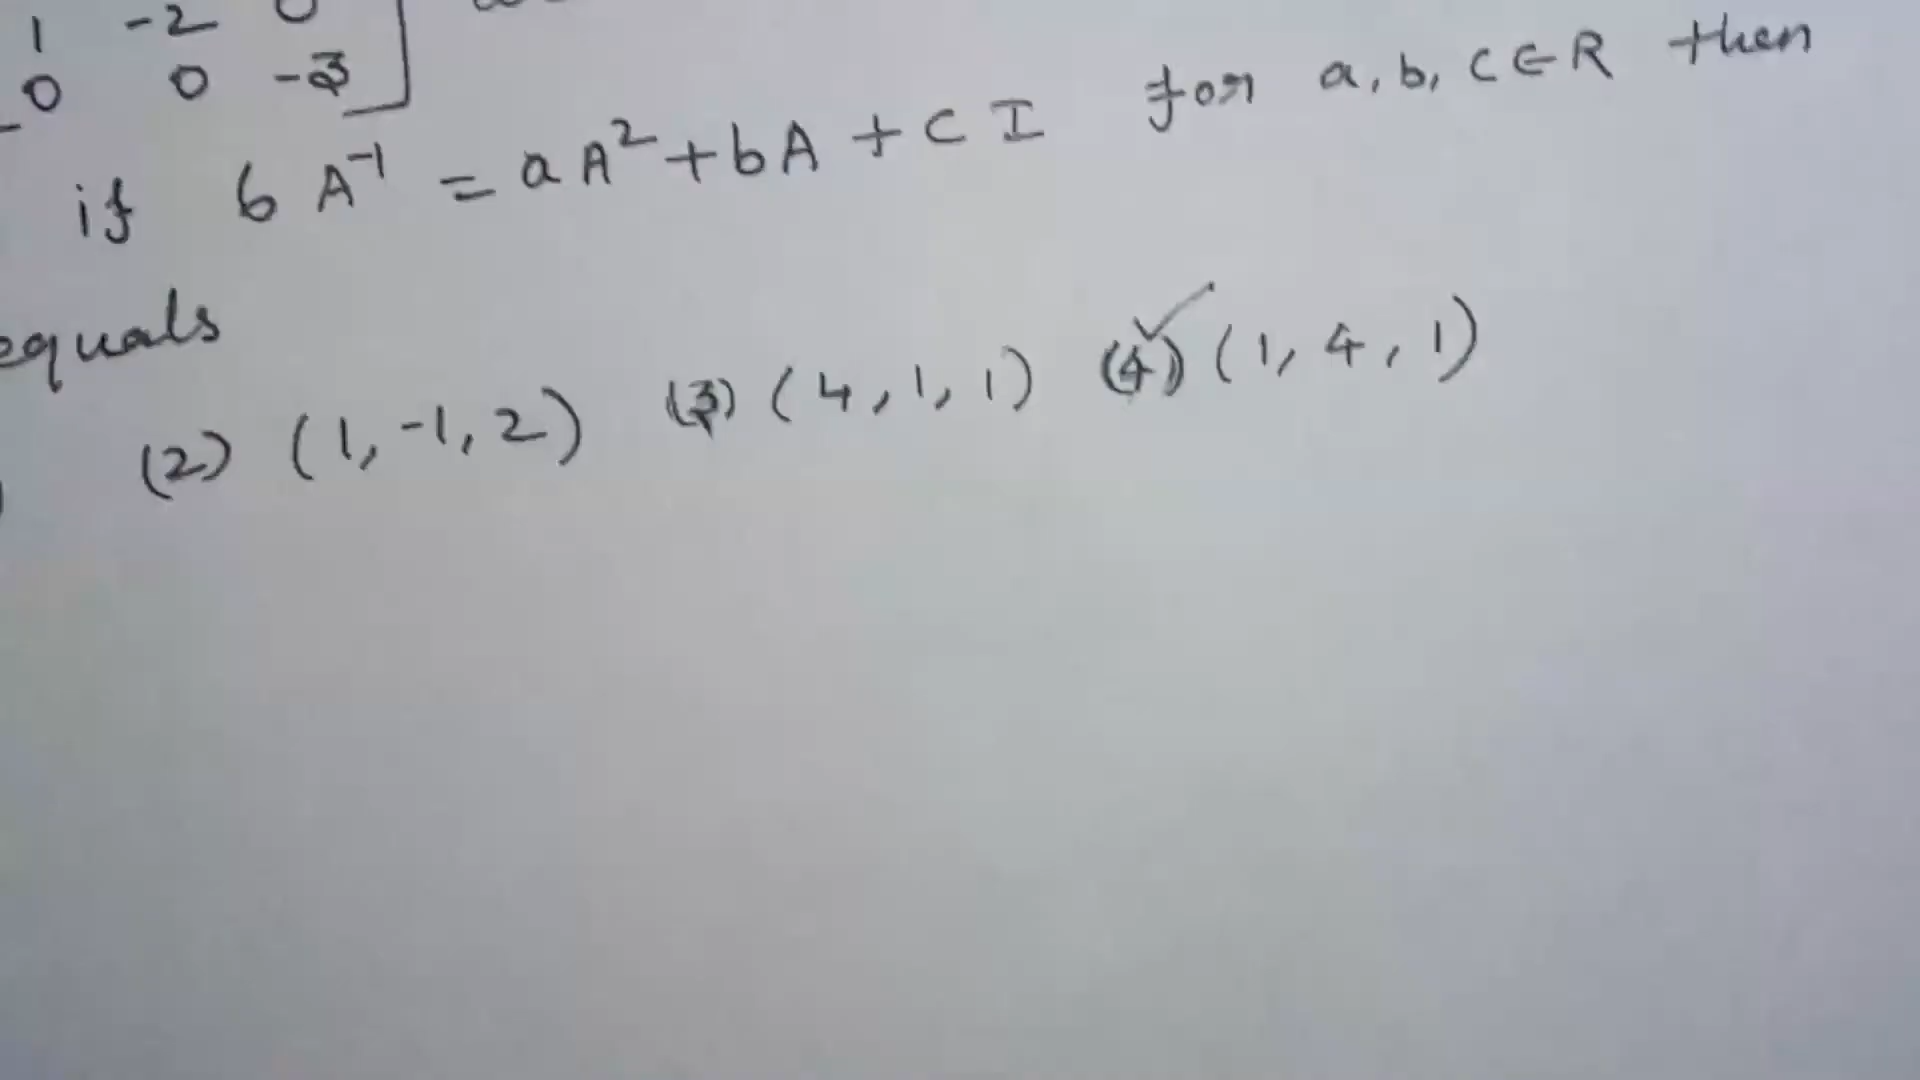 1 -2 0
0 0 -3
if 6 A⁻¹ = a A² + b A + C I for a, b, C ∈ R then
equals
(2) (1, -1, 2) (3) (4, 1, 1) (4) (1, 4, 1)